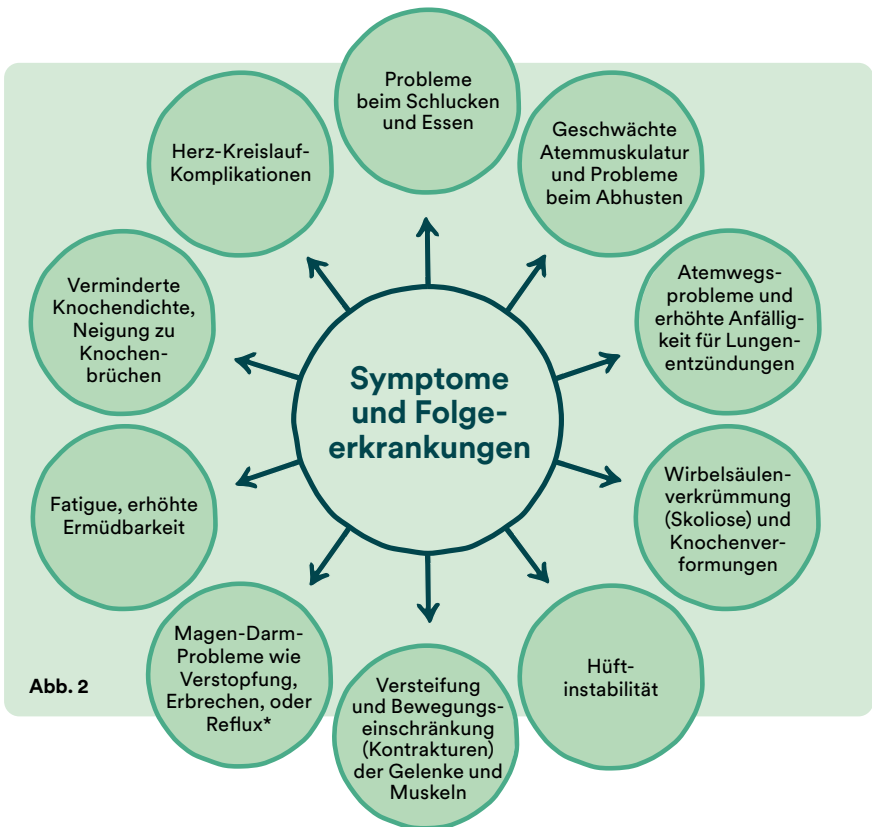 Probleme
beim Schlucken
und Essen
Geschwächte
Atemmuskulatur
und Probleme
beim Abhusten
Atemwegs-
probleme und
erhöhte Anfällig-
keit für Lungen-
entzündungen
Wirbelsäulen-
verkrümmung
(Skoliose) und
Knochenver-
formungen
Hüft-
instabilität
Versteifung
und Bewegungs-
einschränkung
(Kontrakturen)
der Gelenke und
Muskeln
Magen-Darm-
Probleme wie
Verstopfung,
Erbrechen, oder
Reflux*
Fatigue, erhöhte
Ermüdbarkeit
Verminderte
Knochendichte,
Neigung zu
Knochen-
brüchen
Herz-Kreislauf-
Komplikationen
Symptome
und Folge-
erkrankungen
Abb. 2